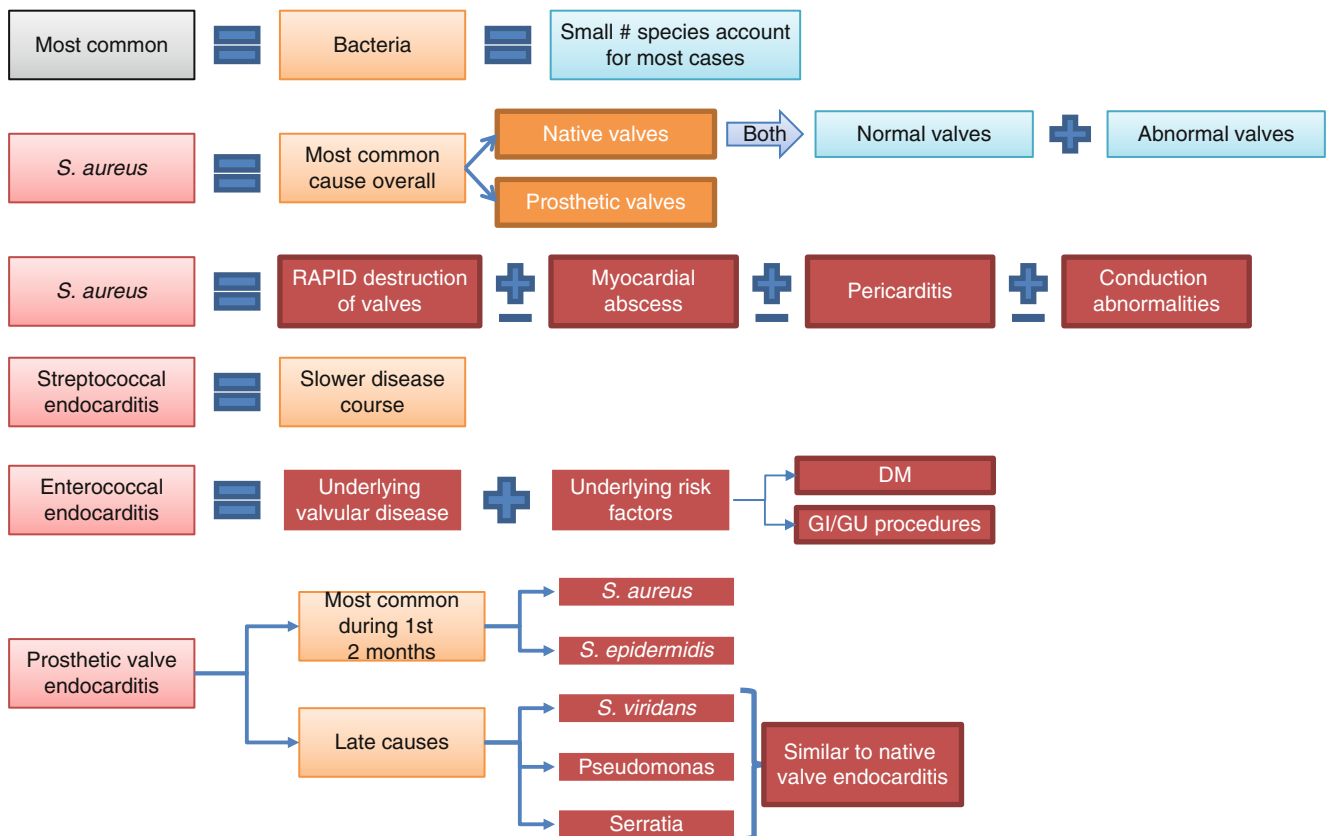 Most common
Bacteria
Small # species account
for most cases
S. aureus
Most common
cause overall
Native valves
Prosthetic valves
Both
Normal valves
Abnormal valves
S. aureus
RAPID destruction
of valves
Myocardial
abscess
Pericarditis
Conduction
abnormalities
Streptococcal
endocarditis
Slower disease
course
Enterococcal
endocarditis
Underlying
valvular disease
Underlying risk
factors
DM
GI/GU procedures
Prosthetic valve
endocarditis
Most common
during 1st
2 months
S. aureus
S. epidermidis
Late causes
S. viridans
Pseudomonas
Serratia
Similar to native
valve endocarditis